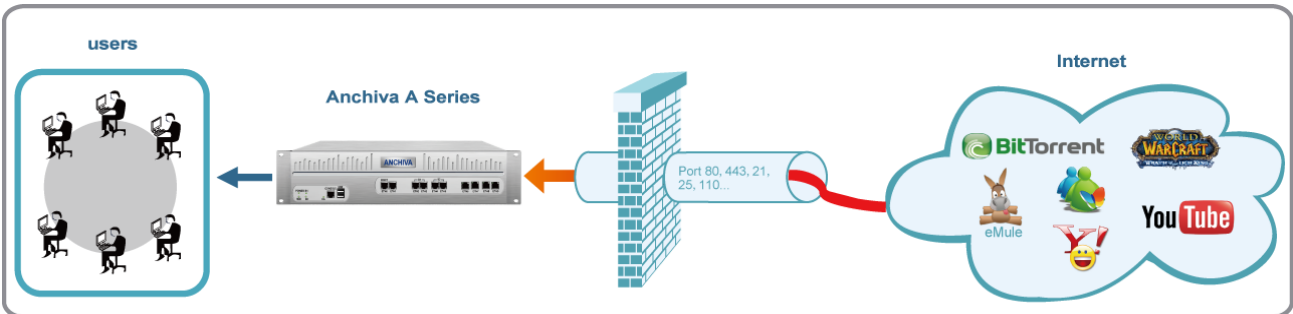 users
Anchiva A Series
ANCHIVA
Port 80, 443, 21,
25, 110...
Internet
BitTorrent
WORLD
WARCRAFT
eMule
Y!
YouTube